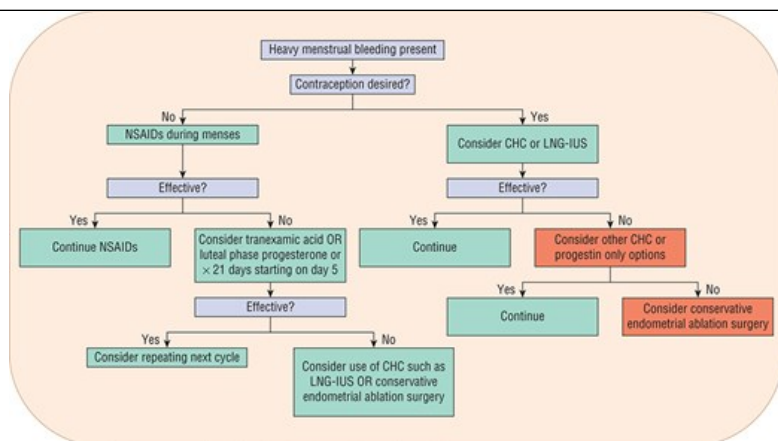 Heavy menstrual bleeding present
Contraception desired?
No
Yes
NSAIDs during menses
Consider CHC or LNG-IUS
Effective?
Effective?
Yes
No
Yes
No
Continue NSAIDs
Consider tranexamic acid OR
luteal phase progesterone or
× 21 days starting on day 5
Continue
Consider other CHC or
progestin only options
Effective?
Yes
No
Continue
Consider conservative
endometrial ablation surgery
Yes
No
Consider repeating next cycle
Consider use of CHC such as
LNG-IUS OR conservative
endometrial ablation surgery